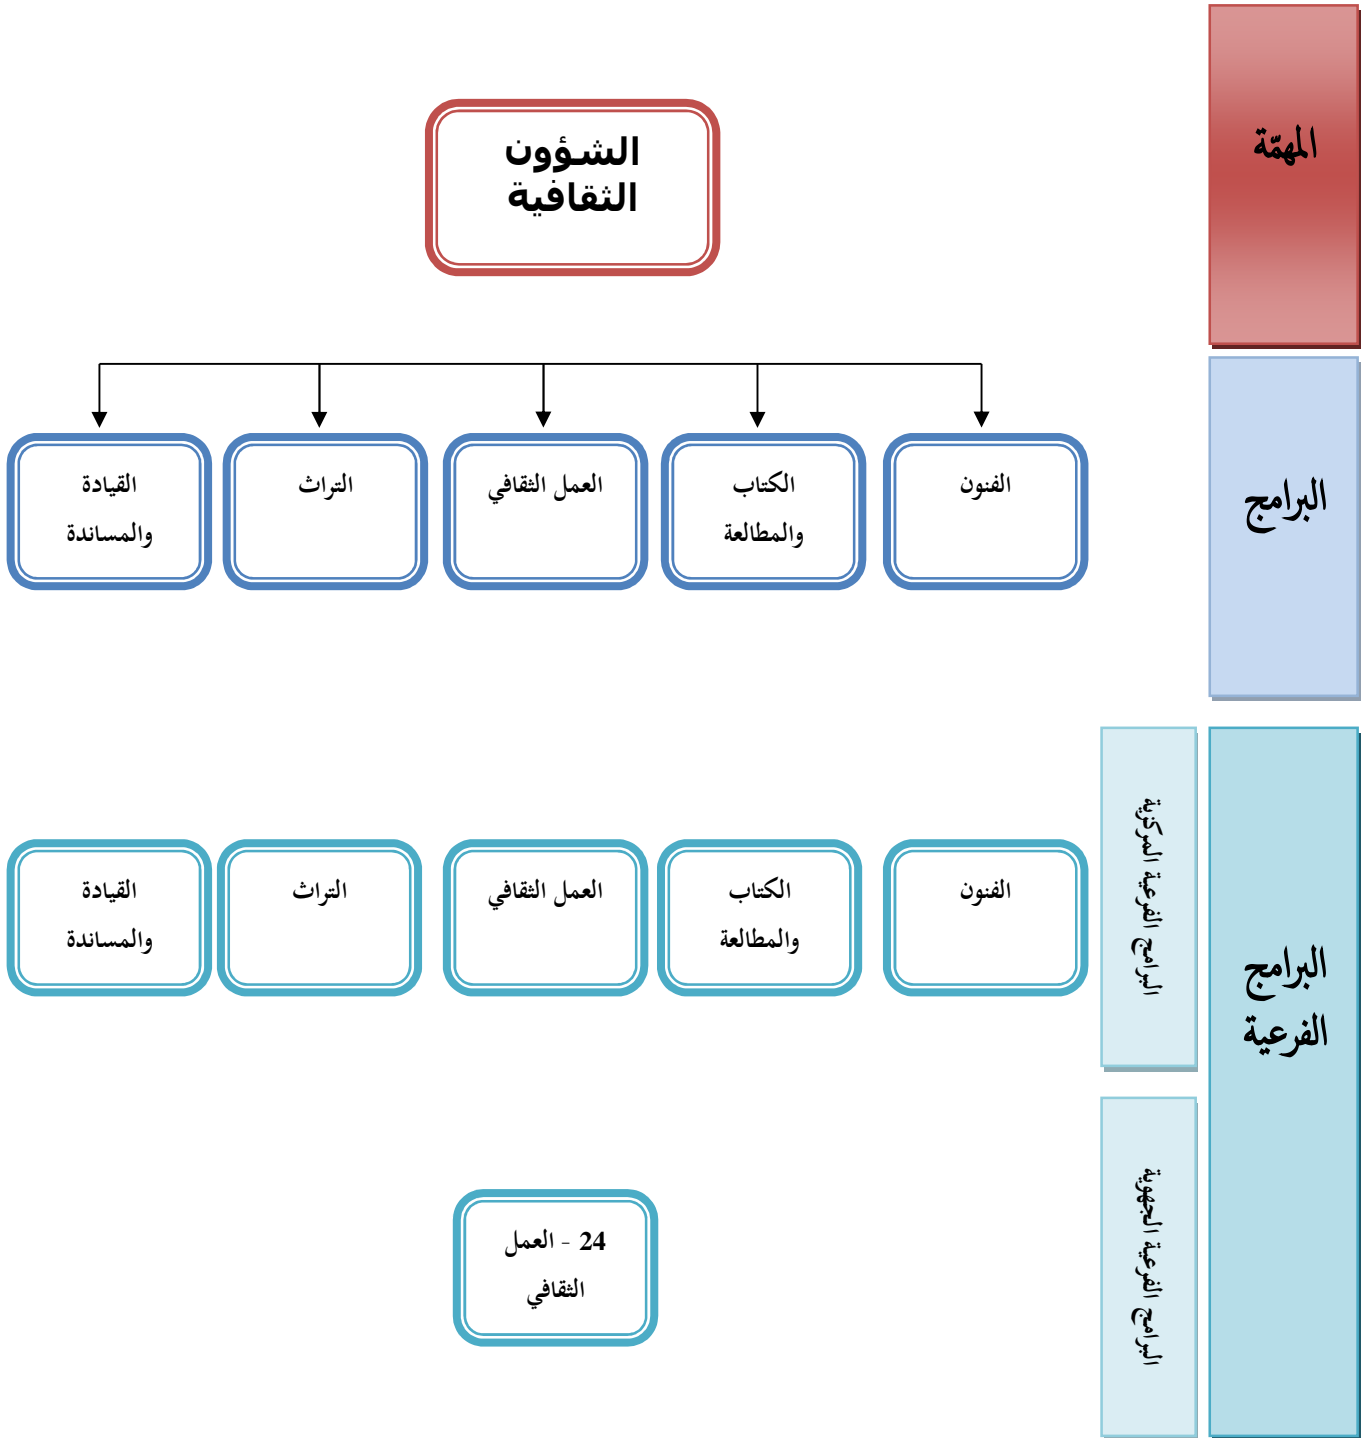 المهمّة
الشؤون
الثقافية
البرامج
الفنون
الكتاب
والمطالعة
العمل الثقافي
التراث
القيادة
والمساندة
البرامج
الفرعية
البرامج الفرعية المركزية
الفنون
الكتاب
والمطالعة
العمل الثقافي
التراث
القيادة
والمساندة
البرامج الفرعية الجهوية
24 - العمل
الثقافي